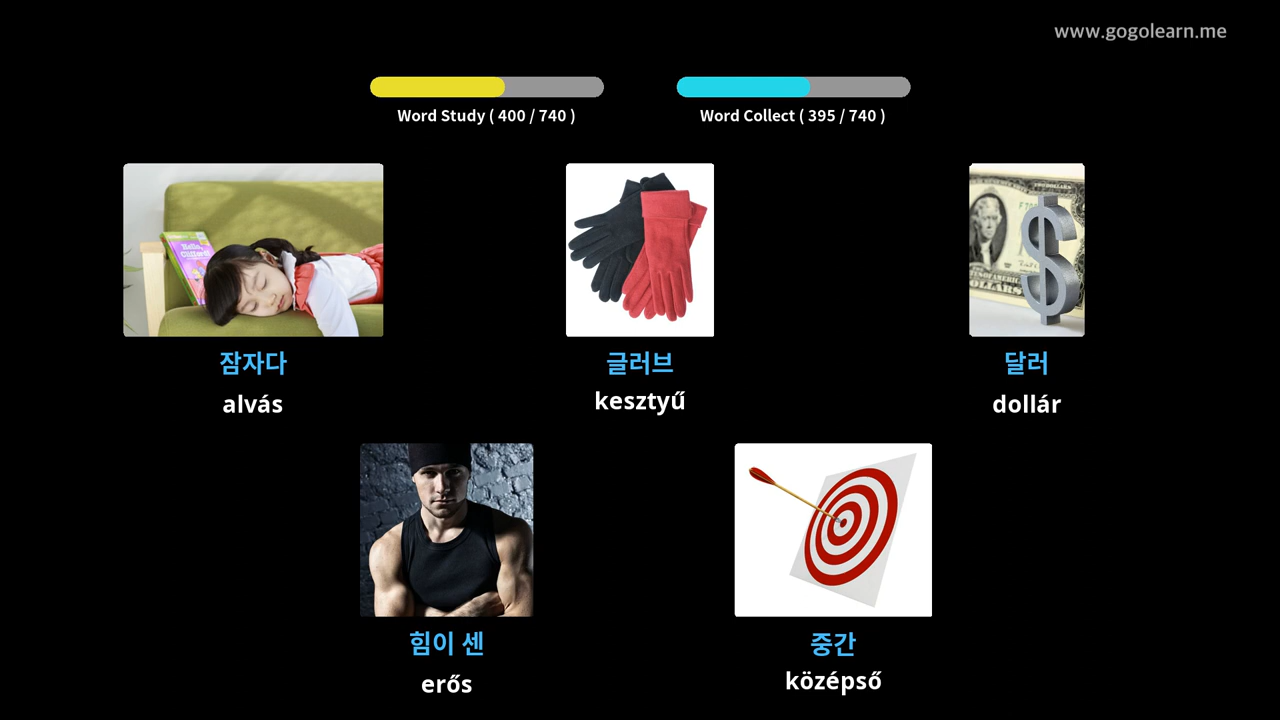 www.gogolearn.me
Word Study ( 400 / 740 )
Word Collect ( 395 / 740 )
잠자다
alvás
글러브
kesztyű
달러
dollár
힘이 센
erős
중간
középső